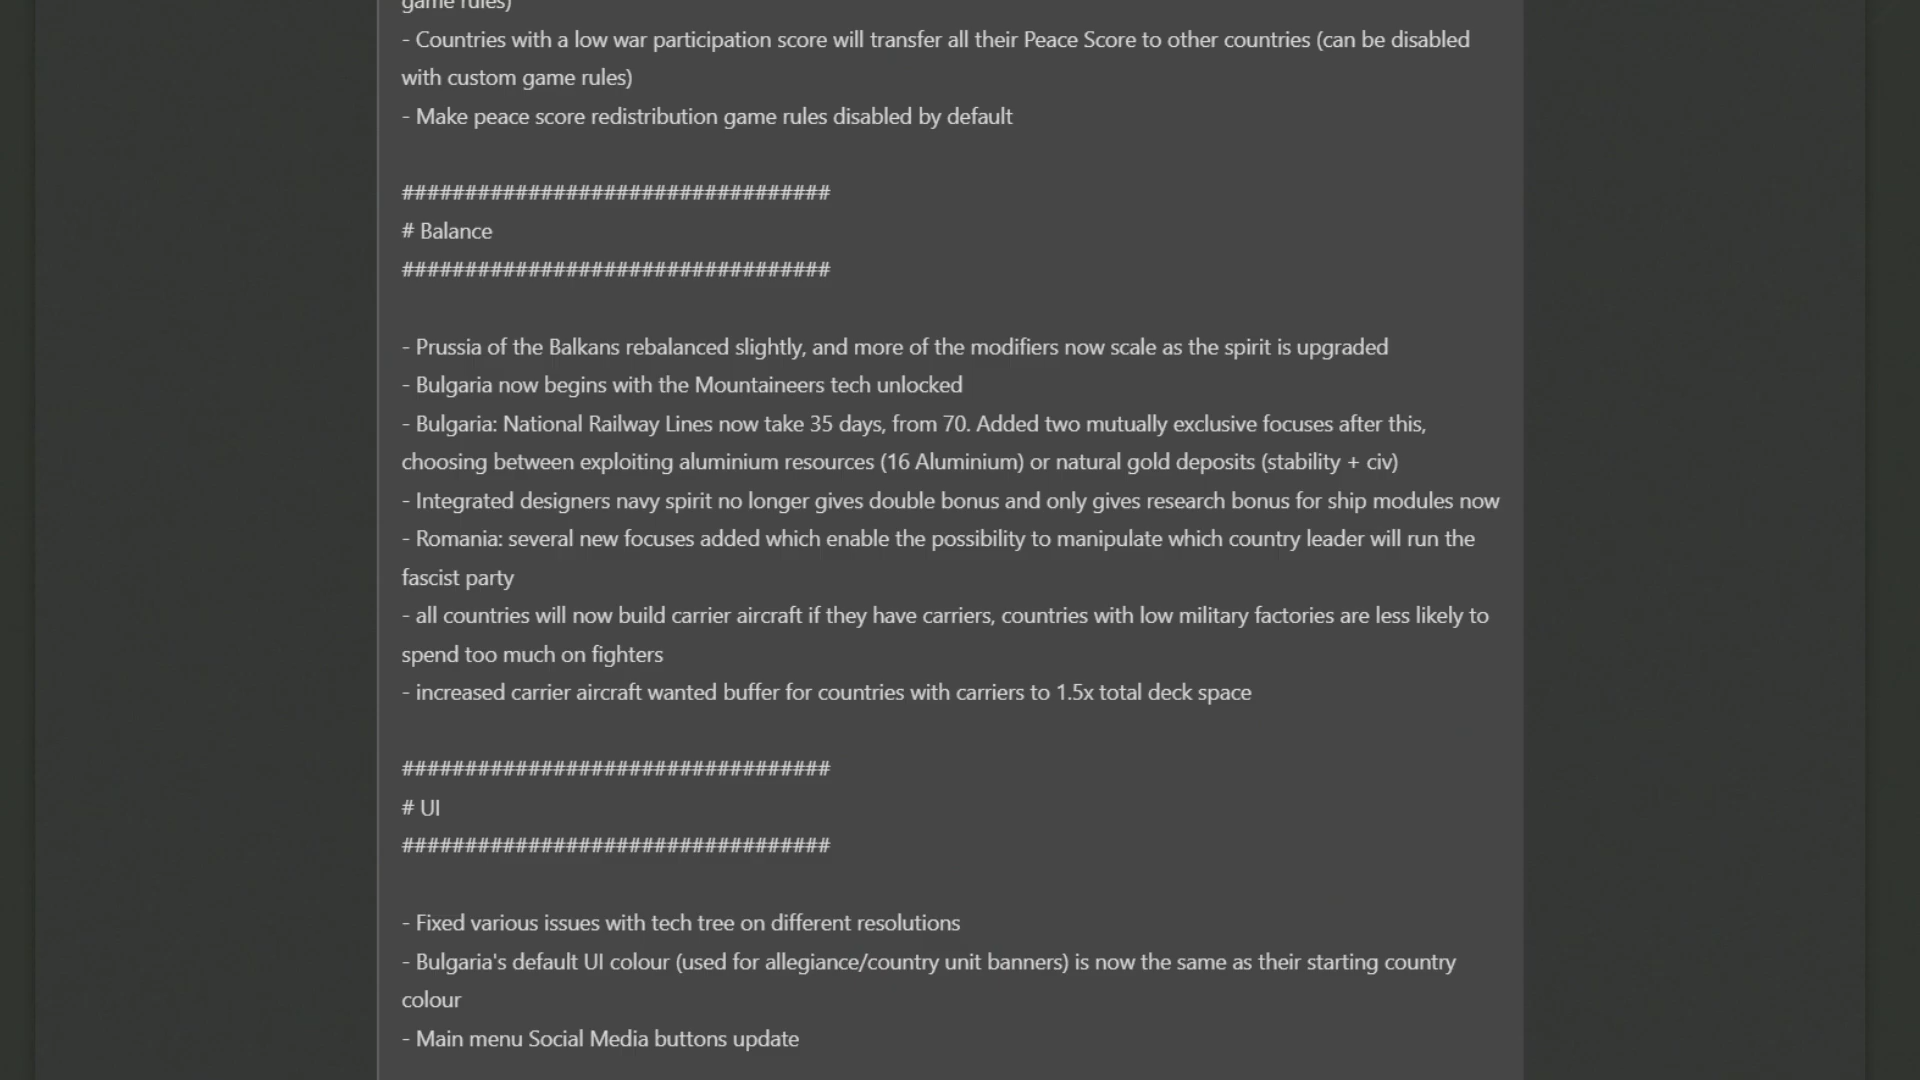 game rules)
- Countries with a low war participation score will transfer all their Peace Score to other countries (can be disabled
with custom game rules)
- Make peace score redistribution game rules disabled by default
##################################
# Balance
##################################
- Prussia of the Balkans rebalanced slightly, and more of the modifiers now scale as the spirit is upgraded
- Bulgaria now begins with the Mountaineers tech unlocked
- Bulgaria: National Railway Lines now take 35 days, from 70. Added two mutually exclusive focuses after this,
choosing between exploiting aluminium resources (16 Aluminium) or natural gold deposits (stability + civ)
- Integrated designers navy spirit no longer gives double bonus and only gives research bonus for ship modules now
- Romania: several new focuses added which enable the possibility to manipulate which country leader will run the
fascist party
- all countries will now build carrier aircraft if they have carriers, countries with low military factories are less likely to
spend too much on fighters
- increased carrier aircraft wanted buffer for countries with carriers to 1.5x total deck space
##################################
# UI
##################################
- Fixed various issues with tech tree on different resolutions
- Bulgaria's default UI colour (used for allegiance/country unit banners) is now the same as their starting country
colour
- Main menu Social Media buttons update